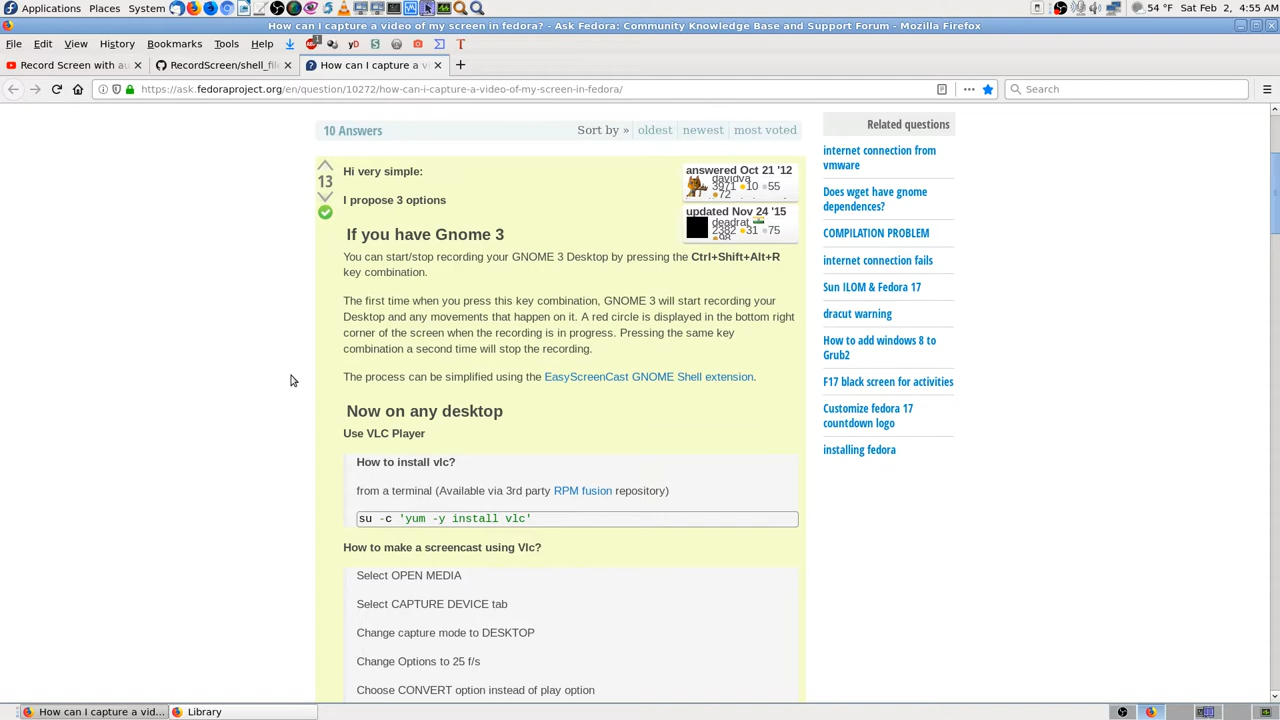 Applications Places System 54 °F Sat Feb 2, 4:55 AM
How can I capture a video of my screen in fedora? - Ask Fedora: Community Knowledge Base and Support Forum - Mozilla Firefox
File Edit View History Bookmarks Tools Help
Record Screen with au
RecordScreen/shell_file
How can I capture a vi
https://ask.fedoraproject.org/en/question/10272/how-can-i-capture-a-video-of-my-screen-in-fedora/
Search
10 Answers
Sort by » oldest newest most voted
13
Hi very simple:
answered Oct 21 '12
davidva
3971 10 55
72
I propose 3 options
updated Nov 24 '15
deadrat
2382 31 75
98
If you have Gnome 3
You can start/stop recording your GNOME 3 Desktop by pressing the Ctrl+Shift+Alt+R
key combination.
The first time when you press this key combination, GNOME 3 will start recording your
Desktop and any movements that happen on it. A red circle is displayed in the bottom right
corner of the screen when the recording is in progress. Pressing the same key
combination a second time will stop the recording.
The process can be simplified using the EasyScreenCast GNOME Shell extension.
Now on any desktop
Use VLC Player
How to install vlc?
from a terminal (Available via 3rd party RPM fusion repository)
su -c 'yum -y install vlc'
How to make a screencast using Vlc?
Select OPEN MEDIA
Select CAPTURE DEVICE tab
Change capture mode to DESKTOP
Change Options to 25 f/s
Choose CONVERT option instead of play option
Related questions
internet connection from
vmware
Does wget have gnome
dependences?
COMPILATION PROBLEM
internet connection fails
Sun ILOM & Fedora 17
dracut warning
How to add windows 8 to
Grub2
F17 black screen for activities
Customize fedora 17
countdown logo
installing fedora
How can I capture a vid...
Library